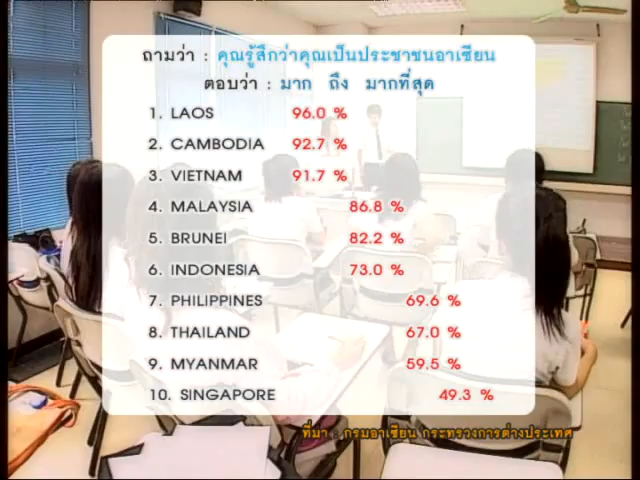 ถามว่า : คุณรู้สึกว่าคุณเป็นประชาชนอาเซียน
ตอบว่า : มาก ถึง มากที่สุด
1. LAOS 96.0 %
2. CAMBODIA 92.7 %
3. VIETNAM 91.7 %
4. MALAYSIA 86.8 %
5. BRUNEI 82.2 %
6. INDONESIA 73.0 %
7. PHILIPPINES 69.6 %
8. THAILAND 67.0 %
9. MYANMAR 59.5 %
10. SINGAPORE 49.3 %
ที่มา : กรมอาเซียน กระทรวงการต่างประเทศ